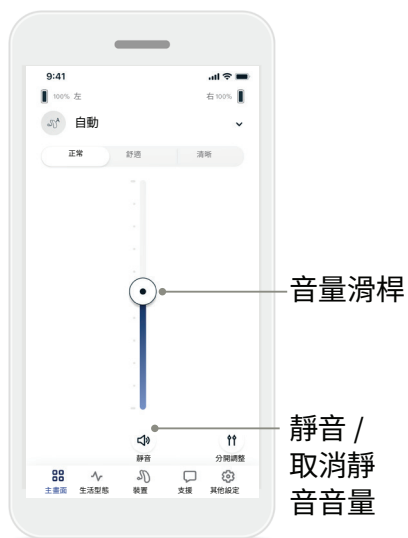 9:41
100% 左
右 100%
自動
正常 舒適 清晰
音量滑桿
靜音 /
取消靜
音音量
靜音
分開調整
主畫面 生活型態 裝置 支援 其他設定